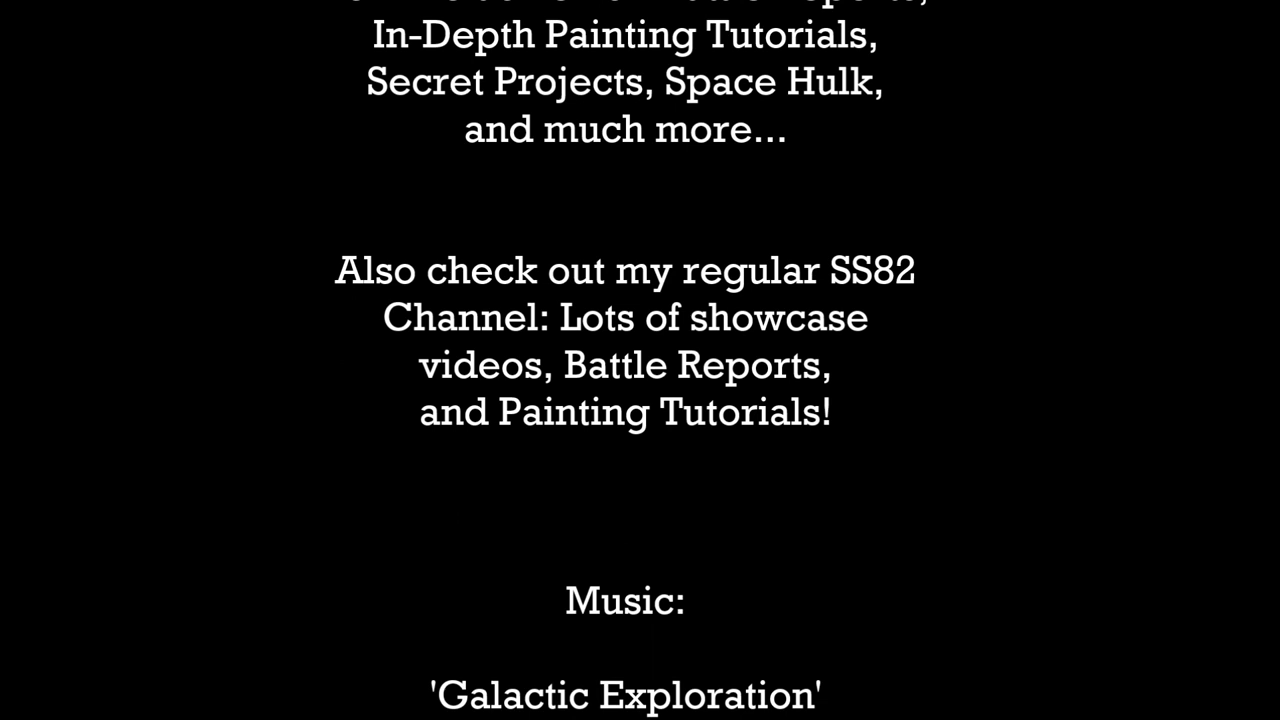 In-Depth Painting Tutorials,
Secret Projects, Space Hulk,
and much more...
Also check out my regular SS82
Channel: Lots of showcase
videos, Battle Reports,
and Painting Tutorials!
Music:
'Galactic Exploration'